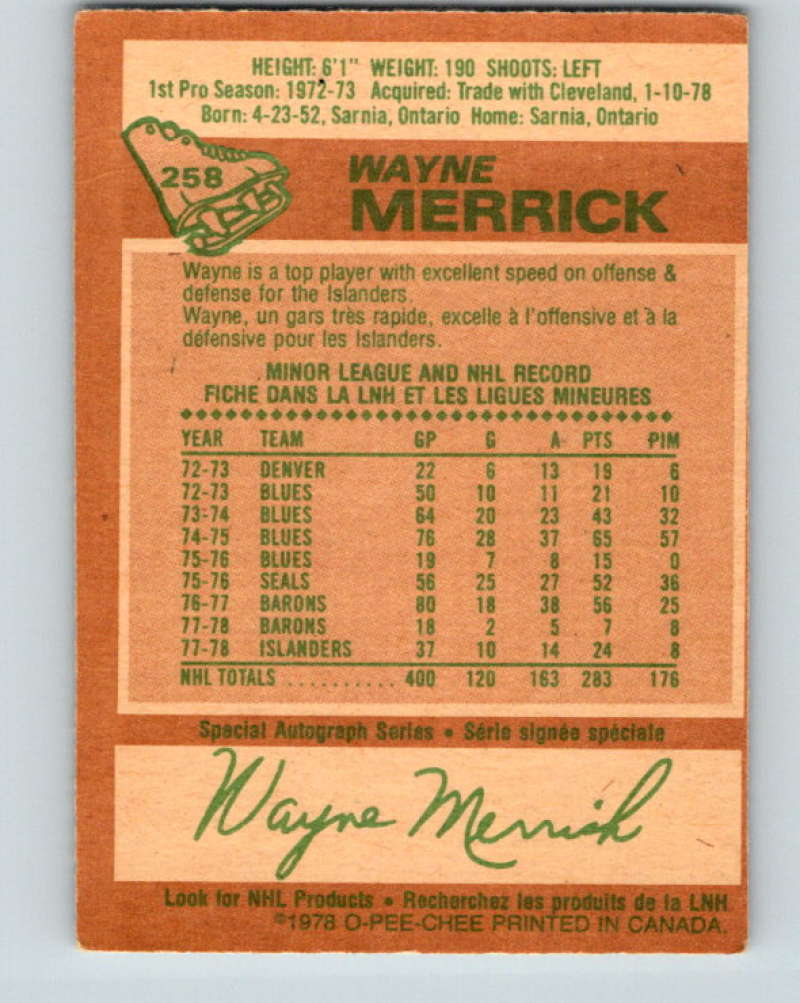 HEIGHT: 6'1" WEIGHT: 190 SHOOTS: LEFT
1st Pro Season: 1972-73 Acquired: Trade with Cleveland, 1-10-78
Born: 4-23-52, Sarnia, Ontario Home: Sarnia, Ontario
258
WAYNE
MERRICK
Wayne is a top player with excellent speed on offense &
defense for the Islanders.
Wayne, un gars très rapide, excelle à l'offensive et à la
défensive pour les Islanders.
MINOR LEAGUE AND NHL RECORD
FICHE DANS LA LNH ET LES LIGUES MINEURES
YEAR TEAM GP G A PTS PIM
72-73 DENVER 22 6 13 19 6
72-73 BLUES 50 10 11 21 10
73-74 BLUES 64 20 23 43 32
74-75 BLUES 76 28 37 65 57
75-76 BLUES 19 7 8 15 0
75-76 SEALS 56 25 27 52 36
76-77 BARONS 80 18 38 56 25
77-78 BARONS 18 2 5 7 8
77-78 ISLANDERS 37 10 14 24 8
NHL TOTALS .......... 400 120 163 283 176
Special Autograph Series • Série signée spéciale
Wayne Merrick
Look for NHL Products • Recherchez les produits de la LNH
©1978 O-PEE-CHEE PRINTED IN CANADA.